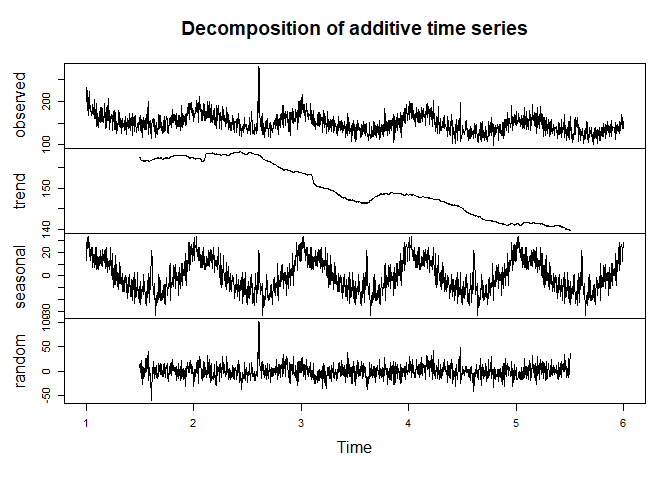 Decomposition of additive time series
observed
100 200
trend
140 150
seasonal
0 20
random
-50 0 50
1 2 3 4 5 6
Time